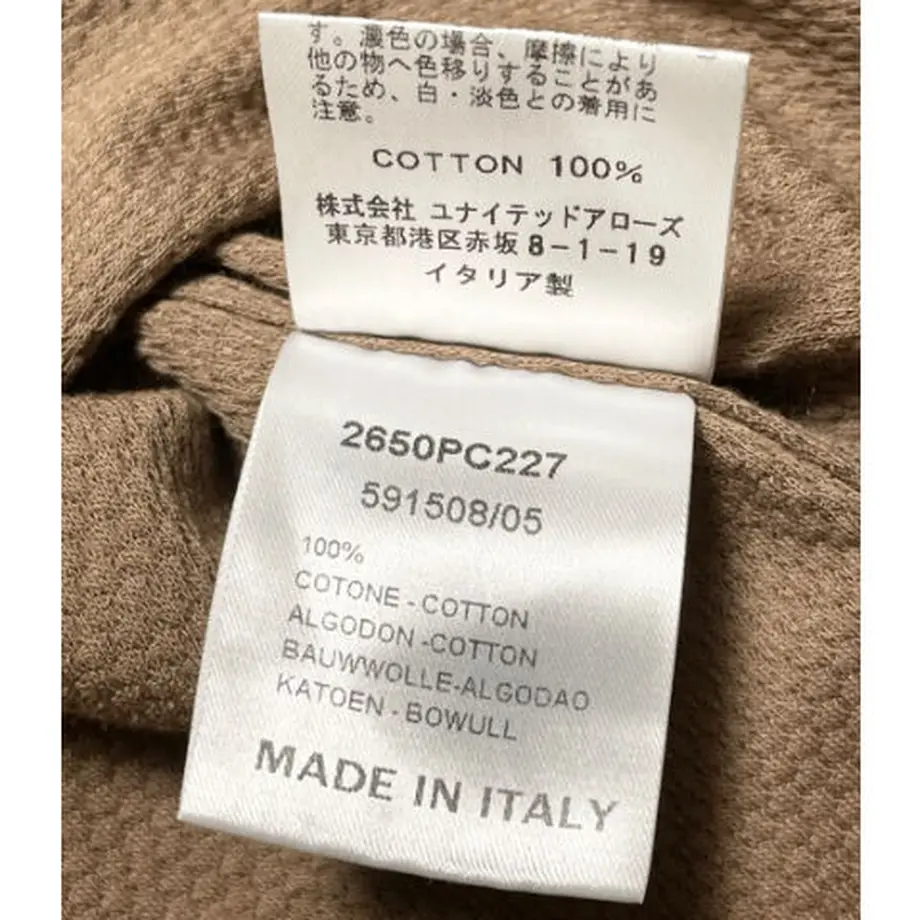 す。濃色の場合、摩擦により
他の物へ色移りすることがあ
るため、白・淡色との着用に
注意。
COTTON 100%
株式会社 ユナイテッドアローズ
東京都港区赤坂8-1-19
イタリア製
2650PC227
591508/05
100%
COTONE - COTTON
ALGODON -COTTON
BAUWWOLLE-ALGODAO
KATOEN - BOWULL
MADE IN ITALY